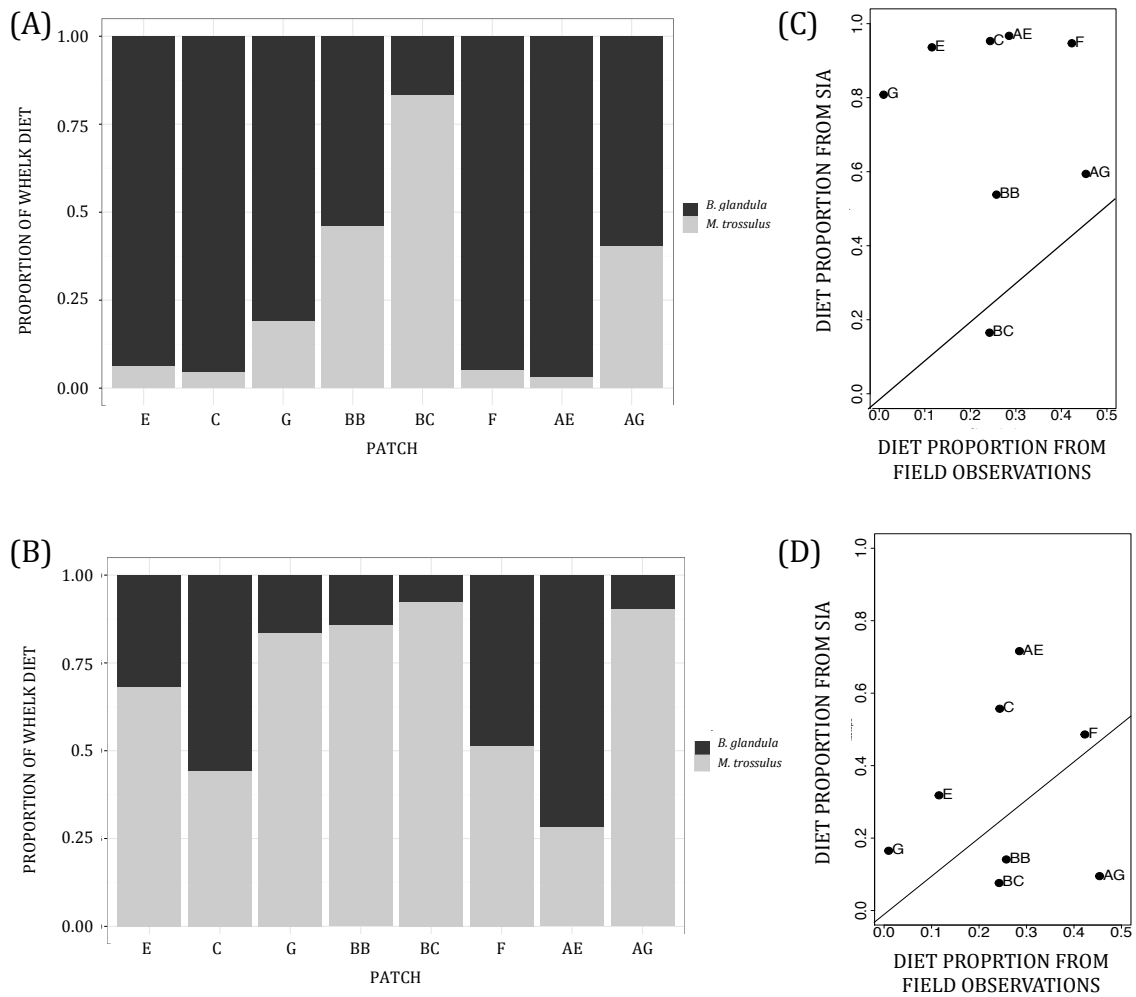 (A)
PROPORTION OF WHELK DIET
1.00
0.75
0.5
0.25
0.00
E C G BB BC F AE AG
PATCH
B. glandula
M. trossulus
(C)
DIET PROPORTION FROM SIA
1.0
0.8
0.6
0.4
0.2
0.0
E
C
AE
F
G
AG
BB
BC
0.0 0.1 0.2 0.3 0.4 0.5
DIET PROPORTION FROM
FIELD OBSERVATIONS
(B)
PROPORTION OF WHELK DIET
1.00
0.75
0.5
0.25
0.00
E C G BB BC F AE AG
PATCH
B. glandula
M. trossulus
(D)
DIET PROPORTION FROM SIA
1.0
0.8
0.6
0.4
0.2
0.0
AE
C
F
E
G
BB
BC
AG
0.0 0.1 0.2 0.3 0.4 0.5
DIET PROPRTION FROM
FIELD OBSERVATIONS